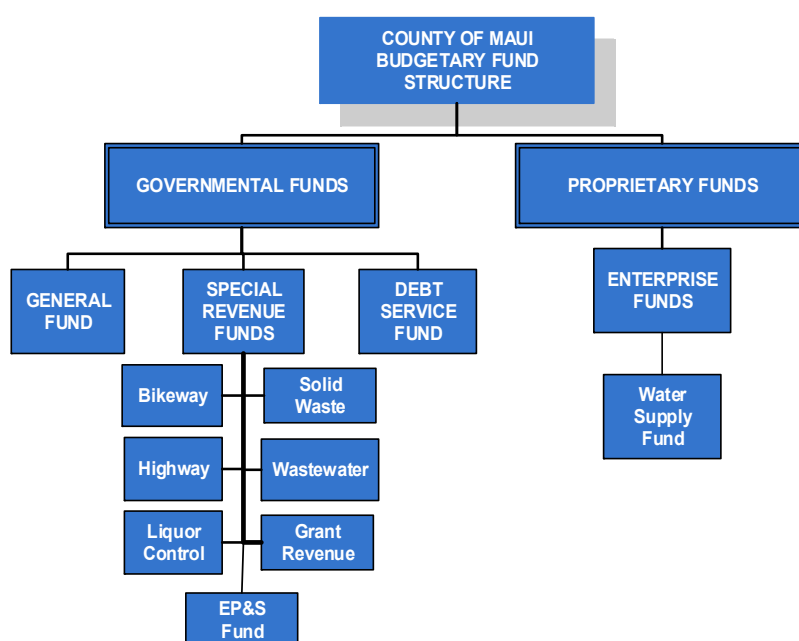 COUNTY OF MAUI
BUDGETARY FUND
STRUCTURE
GOVERNMENTAL FUNDS
PROPRIETARY FUNDS
GENERAL
FUND
SPECIAL
REVENUE
FUNDS
DEBT
SERVICE
FUND
ENTERPRISE
FUNDS
Bikeway
Solid
Waste
Water
Supply
Fund
Highway
Wastewater
Liquor
Control
Grant
Revenue
EP&S
Fund